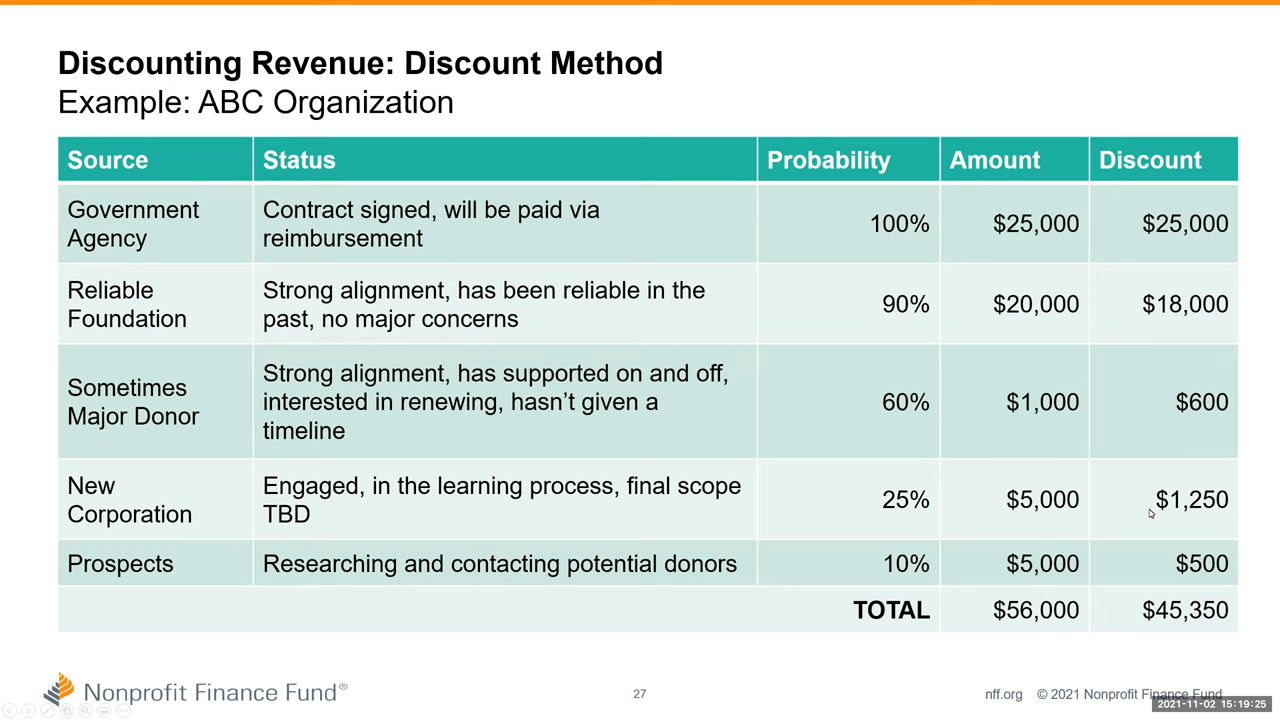 Discounting Revenue: Discount Method
Example: ABC Organization
Source Status Probability Amount Discount
Government Agency
Contract signed, will be paid via
reimbursement
100% $25,000 $25,000
Reliable
Foundation
Strong alignment, has been reliable in the
past, no major concerns
90% $20,000 $18,000
Sometimes
Major Donor
Strong alignment, has supported on and off,
interested in renewing, hasn't given a
timeline
60% $1,000 $600
New
Corporation
Engaged, in the learning process, final scope
TBD
25% $5,000 $1,250
Prospects Researching and contacting potential donors 10% $5,000 $500
TOTAL $56,000 $45,350
Nonprofit Finance Fund®
27
nff.org © 2021 Nonprofit Finance Fund
2021-11-02 15:19:25